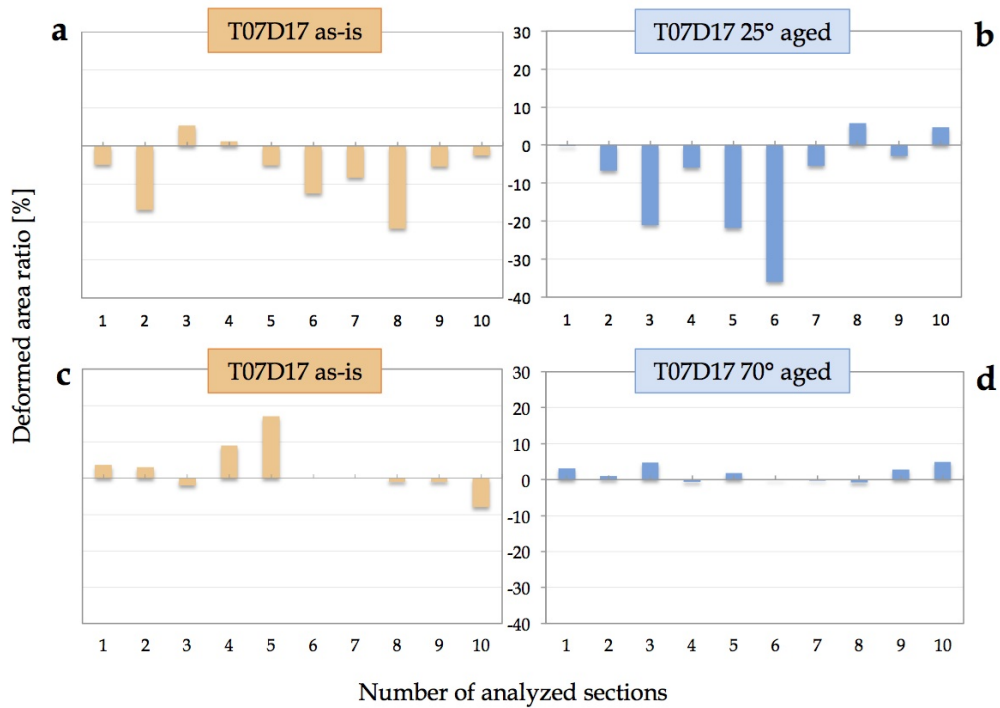 a
T07D17 as-is
T07D17 25° aged
b
30
20
10
0
-10
-20
-30
-40
1 2 3 4 5 6 7 8 9 10
1 2 3 4 5 6 7 8 9 10
Deformed area ratio [%]
c
T07D17 as-is
T07D17 70° aged
d
30
20
10
0
-10
-20
-30
-40
1 2 3 4 5 6 7 8 9 10
1 2 3 4 5 6 7 8 9 10
Number of analyzed sections